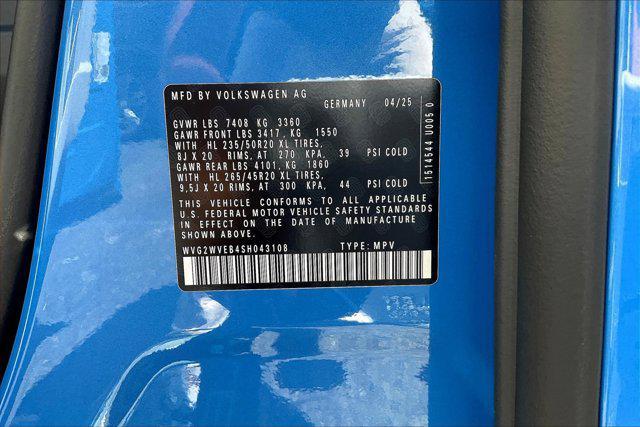 MFD BY VOLKSWAGEN AG
GERMANY 04/25
GVWR LBS 7408 KG 3360
GAWR FRONT LBS 3417, KG 1550
WITH HL 235/50R20 XL TIRES,
8J X 20 RIMS, AT 270 KPA, 39 PSI COLD
GAWR REAR LBS 4101, KG 1860
WITH HL 265/45R20 XL TIRES,
9,5J X 20 RIMS, AT 300 KPA, 44 PSI COLD
THIS VEHICLE CONFORMS TO ALL APPLICABLE
U.S. FEDERAL MOTOR VEHICLE SAFETY STANDARDS
IN EFFECT ON THE DATE OF MANUFACTURE
SHOWN ABOVE.
WVG2WVEB4SH043108 TYPE: MPV
1514544 U005 0